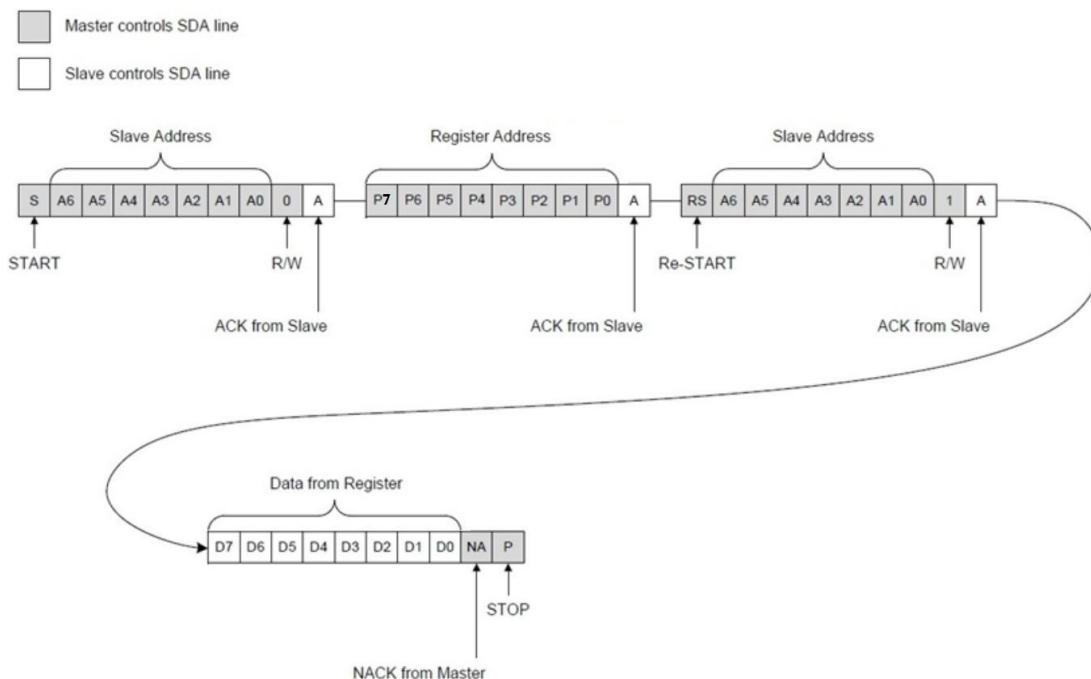 Master controls SDA line
Slave controls SDA line
Slave Address Register Address Slave Address
S A6 A5 A4 A3 A2 A1 A0 0 A P7 P6 P5 P4 P3 P2 P1 P0 A RS A6 A5 A4 A3 A2 A1 A0 1 A
START R/W Re-START R/W
ACK from Slave ACK from Slave ACK from Slave
Data from Register
D7 D6 D5 D4 D3 D2 D1 D0 NA P
STOP
NACK from Master